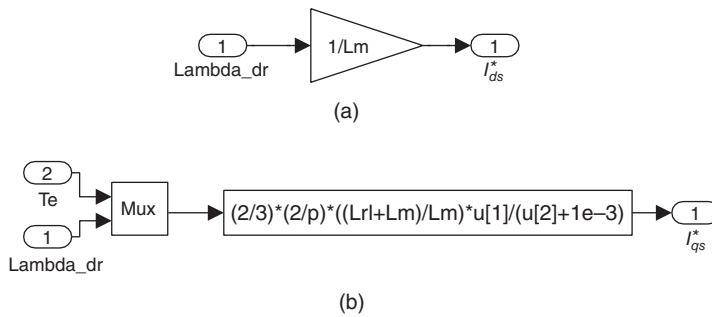 1
Lambda_dr
1/Lm
1
I*ds
(a)
2
Te
1
Lambda_dr
Mux
(2/3)*(2/p)*((Lrl+Lm)/Lm)*u[1]/(u[2]+1e−3)
1
I*qs
(b)